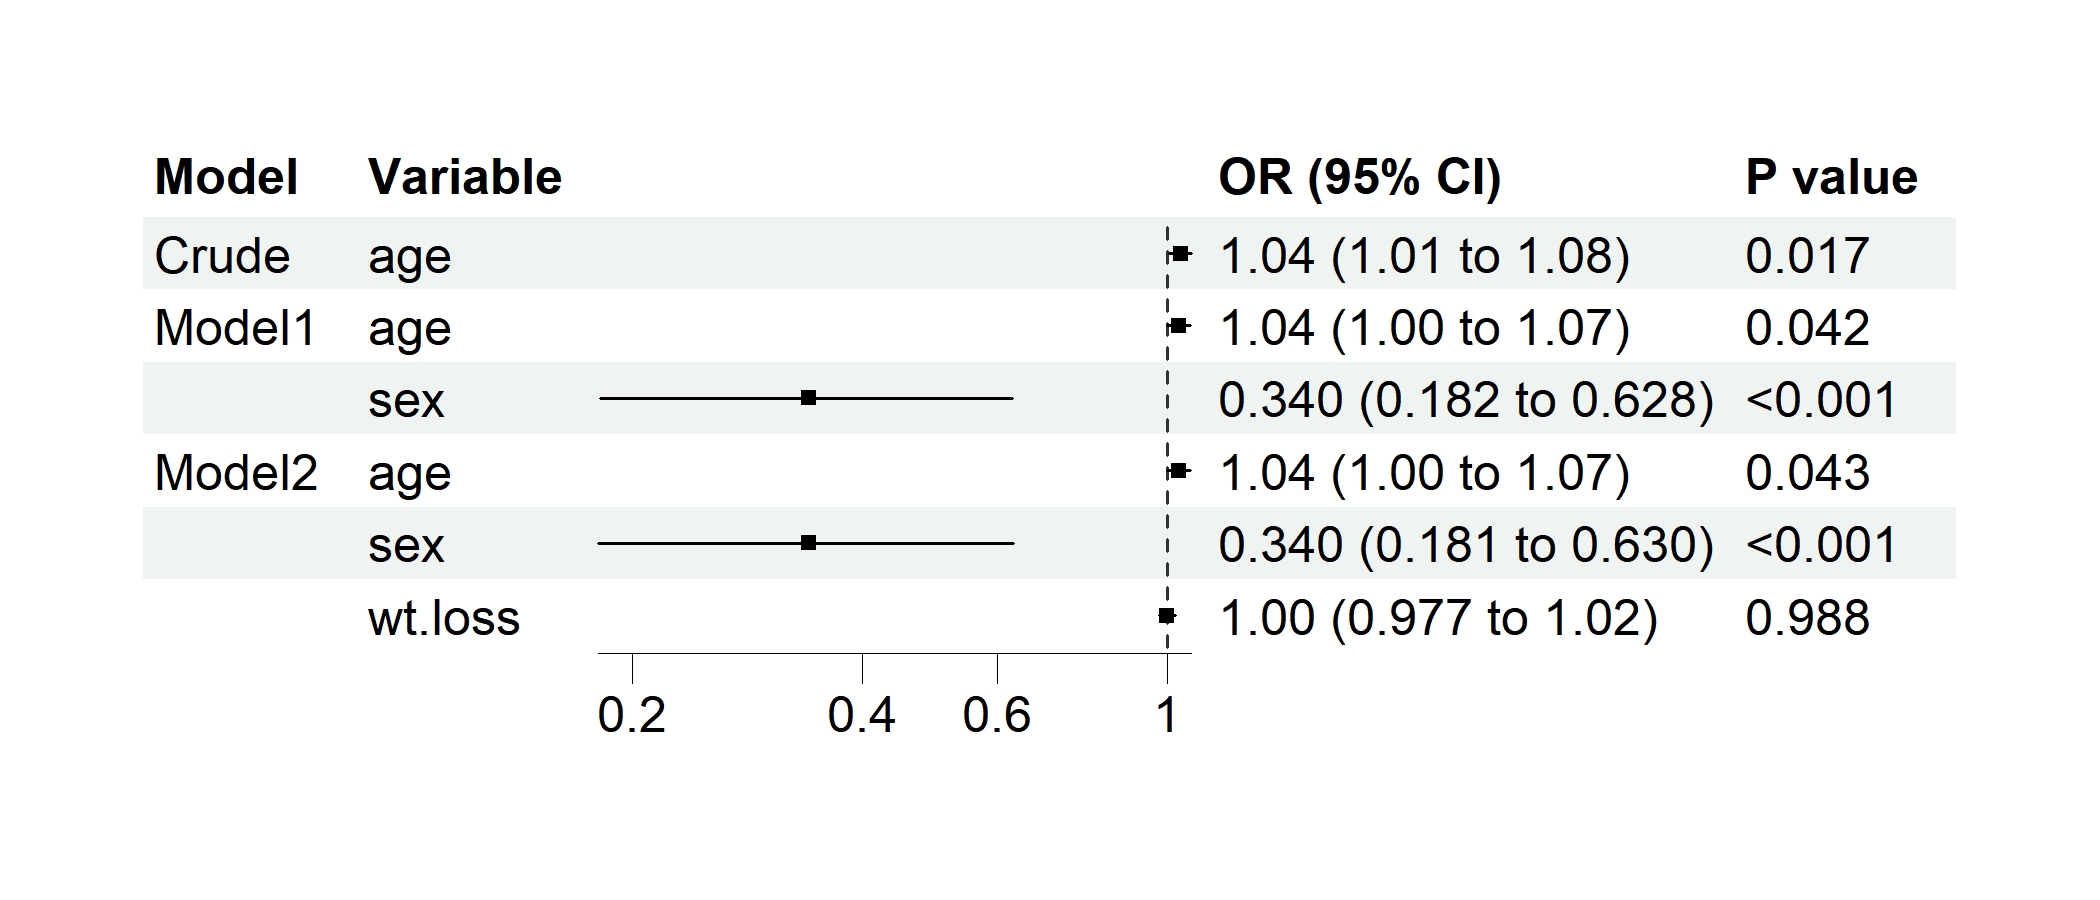 Model Variable OR (95% CI) P value
Crude age 1.04 (1.01 to 1.08) 0.017
Model1 age 1.04 (1.00 to 1.07) 0.042
sex 0.340 (0.182 to 0.628) <0.001
Model2 age 1.04 (1.00 to 1.07) 0.043
sex 0.340 (0.181 to 0.630) <0.001
wt.loss 1.00 (0.977 to 1.02) 0.988
0.2 0.4 0.6 1